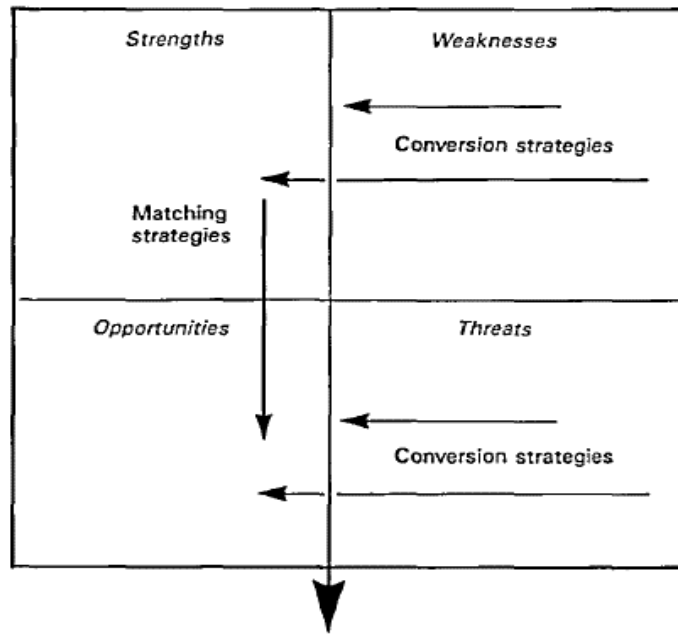 Strengths
Weaknesses
Conversion strategies
Matching
strategies
Opportunities
Threats
Conversion strategies